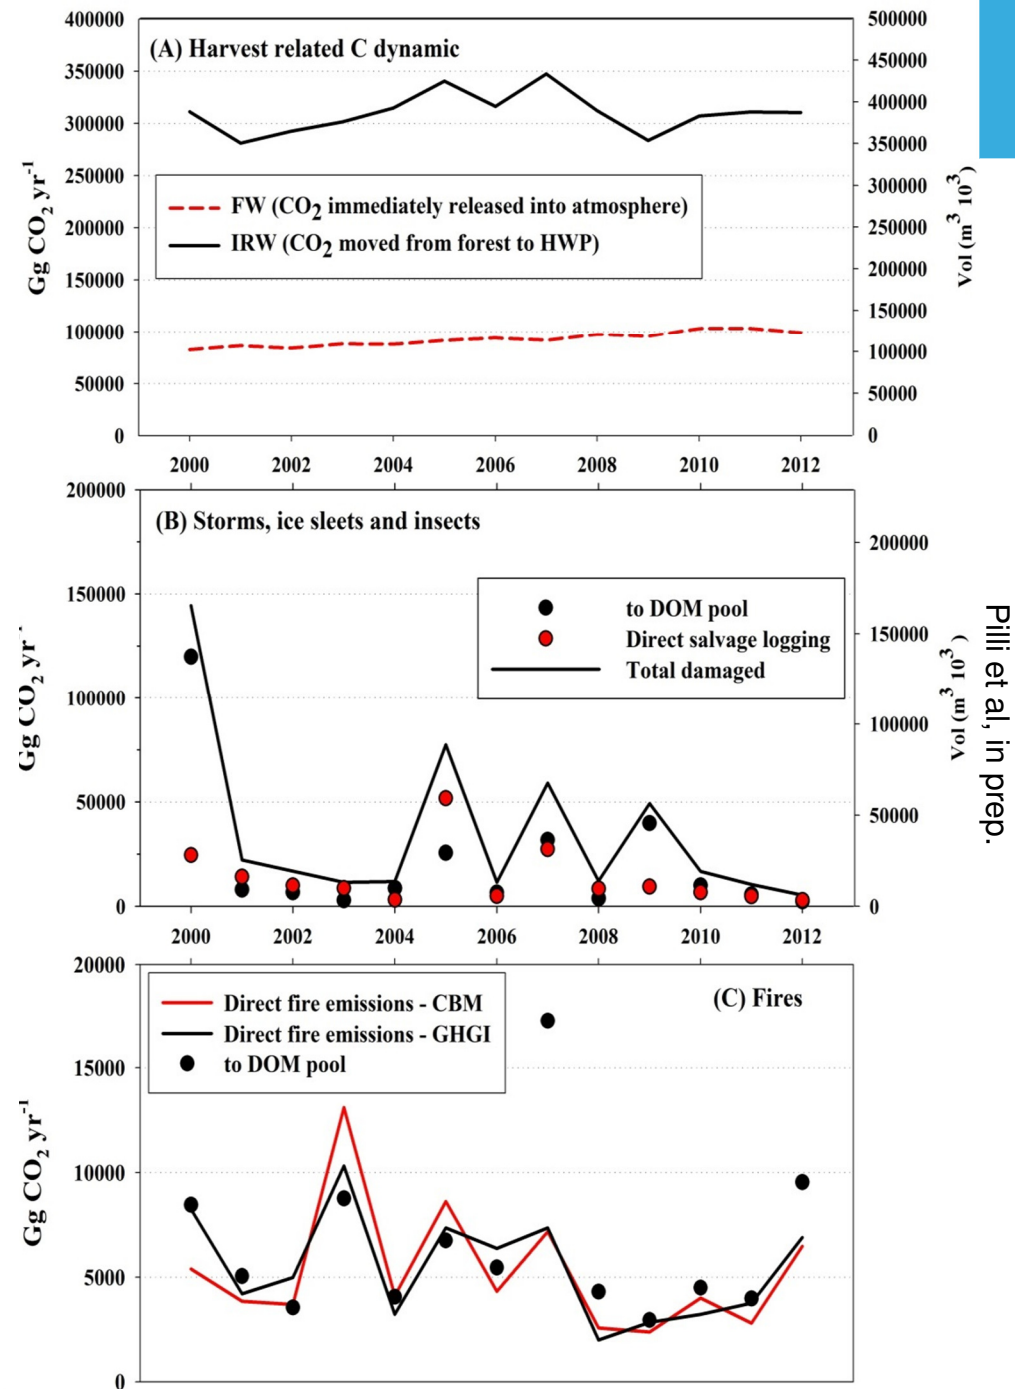 (A) Harvest related C dynamic
Gg CO2 yr-1
400000
350000
300000
250000
200000
150000
100000
50000
0
FW (CO2 immediately released into atmosphere)
IRW (CO2 moved from forest to HWP)
500000
450000
400000
350000
300000
250000
200000
150000
100000
50000
0
Vol (m3 103)
2000 2002 2004 2006 2008 2010 2012
(B) Storms, ice sleets and insects
Gg CO2 yr-
200000
150000
100000
50000
0
to DOM pool
Direct salvage logging
Total damaged
200000
150000
100000
50000
0
Vol (m3 103)
2000 2002 2004 2006 2008 2010 2012
(C) Fires
Gg CO2 yr-1
20000
15000
10000
5000
0
Direct fire emissions - CBM
Direct fire emissions - GHGI
to DOM pool
Pilli et al, in prep.